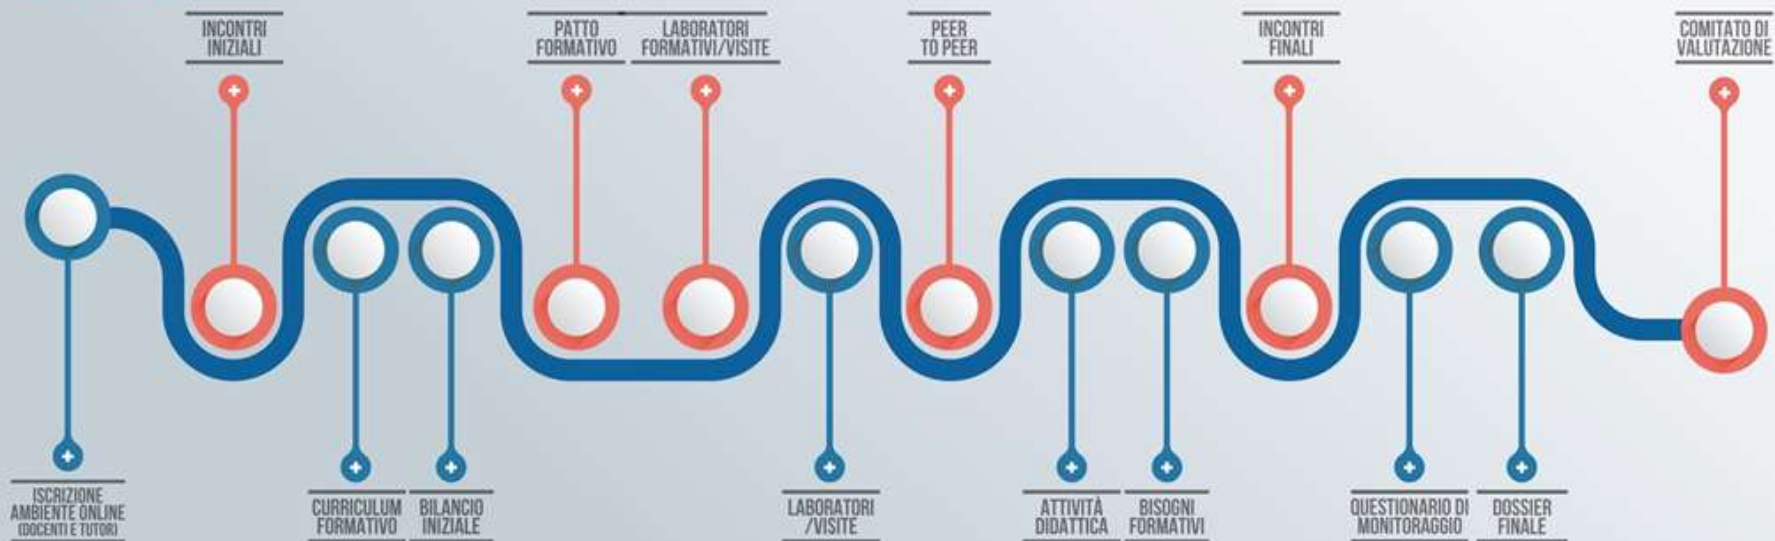 INCONTRI
INIZIALI
PATTO
FORMATIVO
LABORATORI
FORMATIVI/VISITE
PEER
TO PEER
INCONTRI
FINALI
COMITATO DI
VALUTAZIONE
ISCRIZIONE
AMBIENTE ONLINE
(DOCENTI E TUTOR)
CURRICULUM
FORMATIVO
BILANCIO
INIZIALE
LABORATORI
/VISITE
ATTIVITÀ
DIDATTICA
BISOGNI
FORMATIVI
QUESTIONARIO DI
MONITORAGGIO
DOSSIER
FINALE